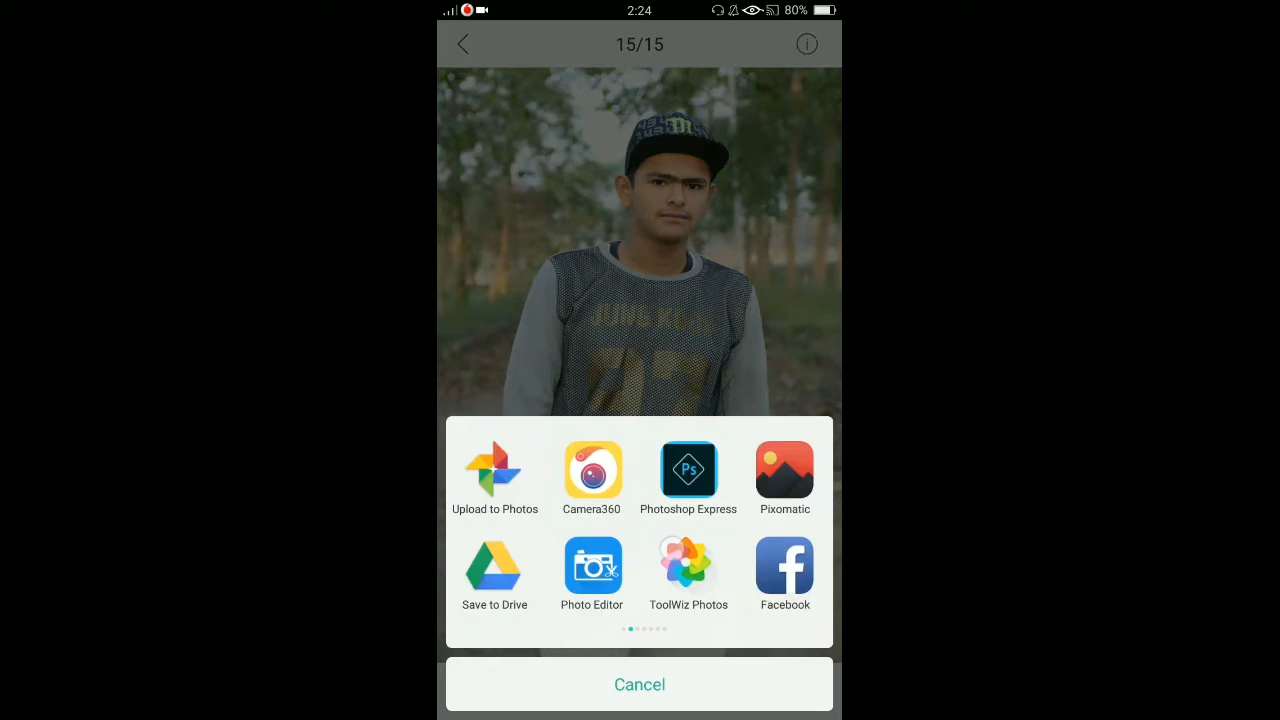 2:24
80%
15/15
Upload to Photos
Camera360
Ps
Photoshop Express
Pixomatic
Save to Drive
Photo Editor
ToolWiz Photos
Facebook
Cancel